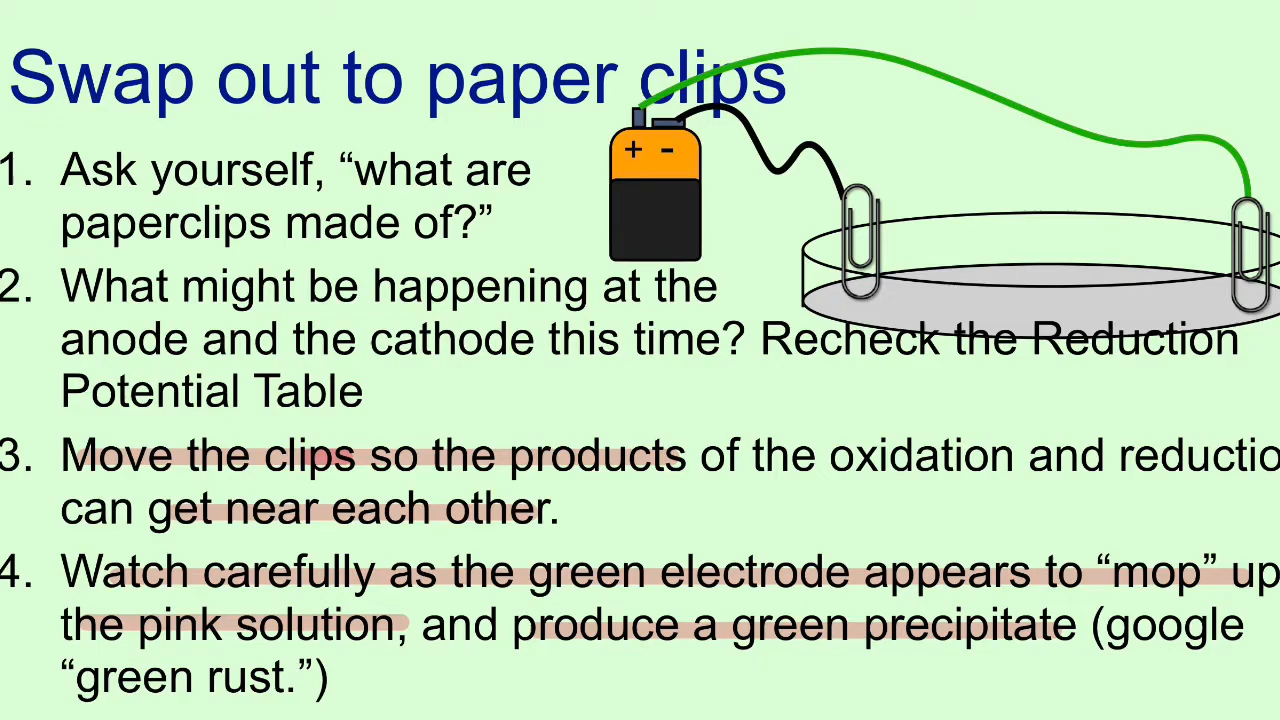 Swap out to paper clips
+ -
1. Ask yourself, “what are
paperclips made of?”
2. What might be happening at the
anode and the cathode this time? Recheck the Reduction
Potential Table
3. Move the clips so the products of the oxidation and reductio
can get near each other.
4. Watch carefully as the green electrode appears to “mop” up
the pink solution, and produce a green precipitate (google
“green rust.”)